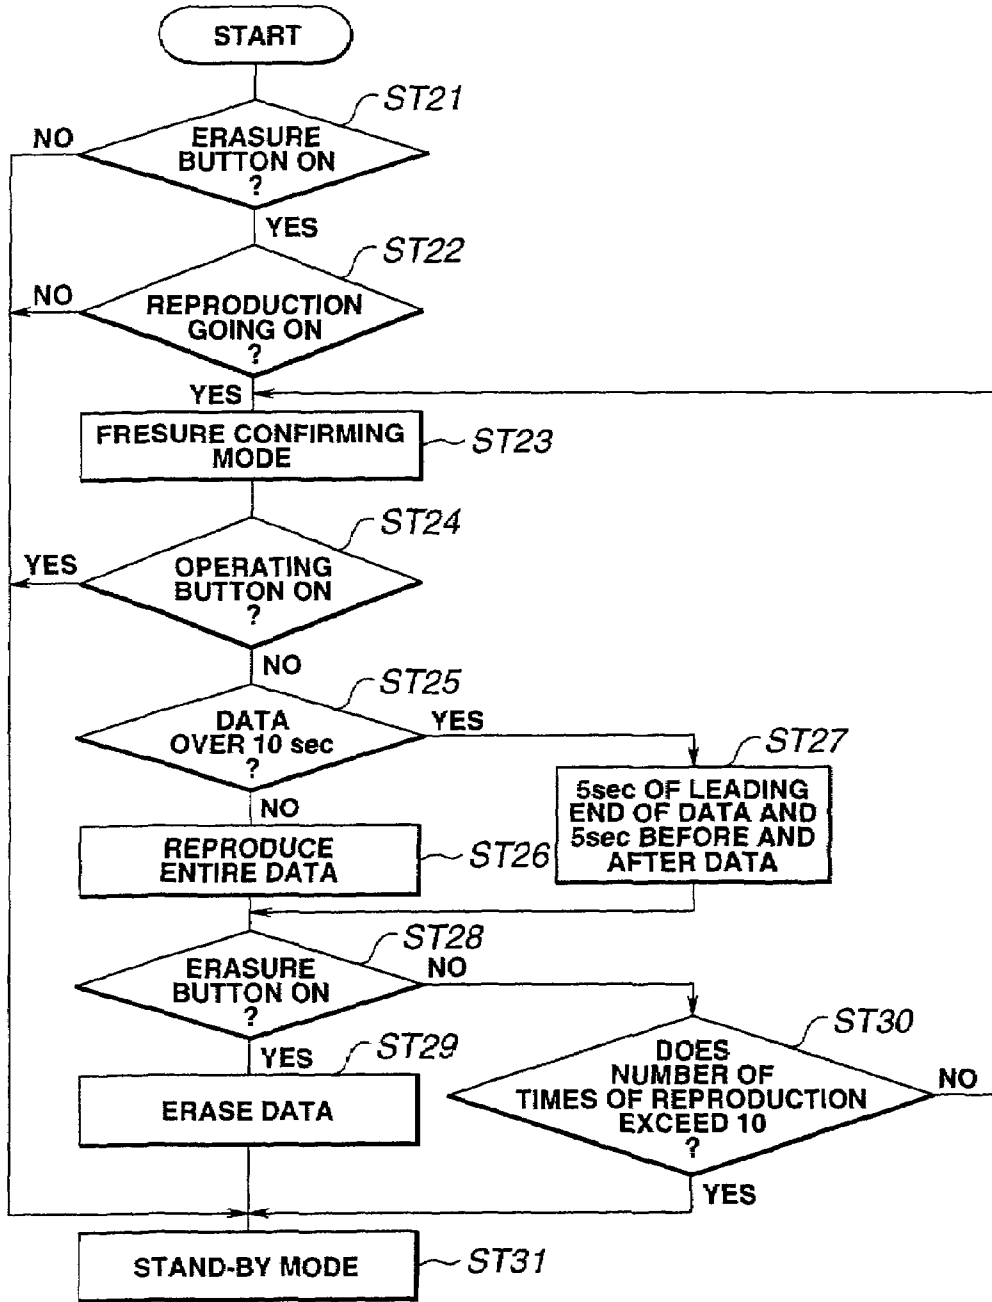 START
ST21
NO
ERASURE
BUTTON ON
?
YES
ST22
NO
REPRODUCTION
GOING ON
?
YES
FRESURE CONFIRMING
MODE
ST23
ST24
YES
OPERATING
BUTTON ON
?
NO
ST25
DATA
OVER 10 sec
?
YES
ST27
5sec OF LEADING
END OF DATA AND
5sec BEFORE AND
AFTER DATA
NO
REPRODUCE
ENTIRE DATA
ST26
ST28
ERASURE
BUTTON ON
?
NO
YES
ST29
ERASE DATA
ST30
DOES
NUMBER OF
TIMES OF REPRODUCTION
EXCEED 10
?
NO
YES
STAND-BY MODE
ST31